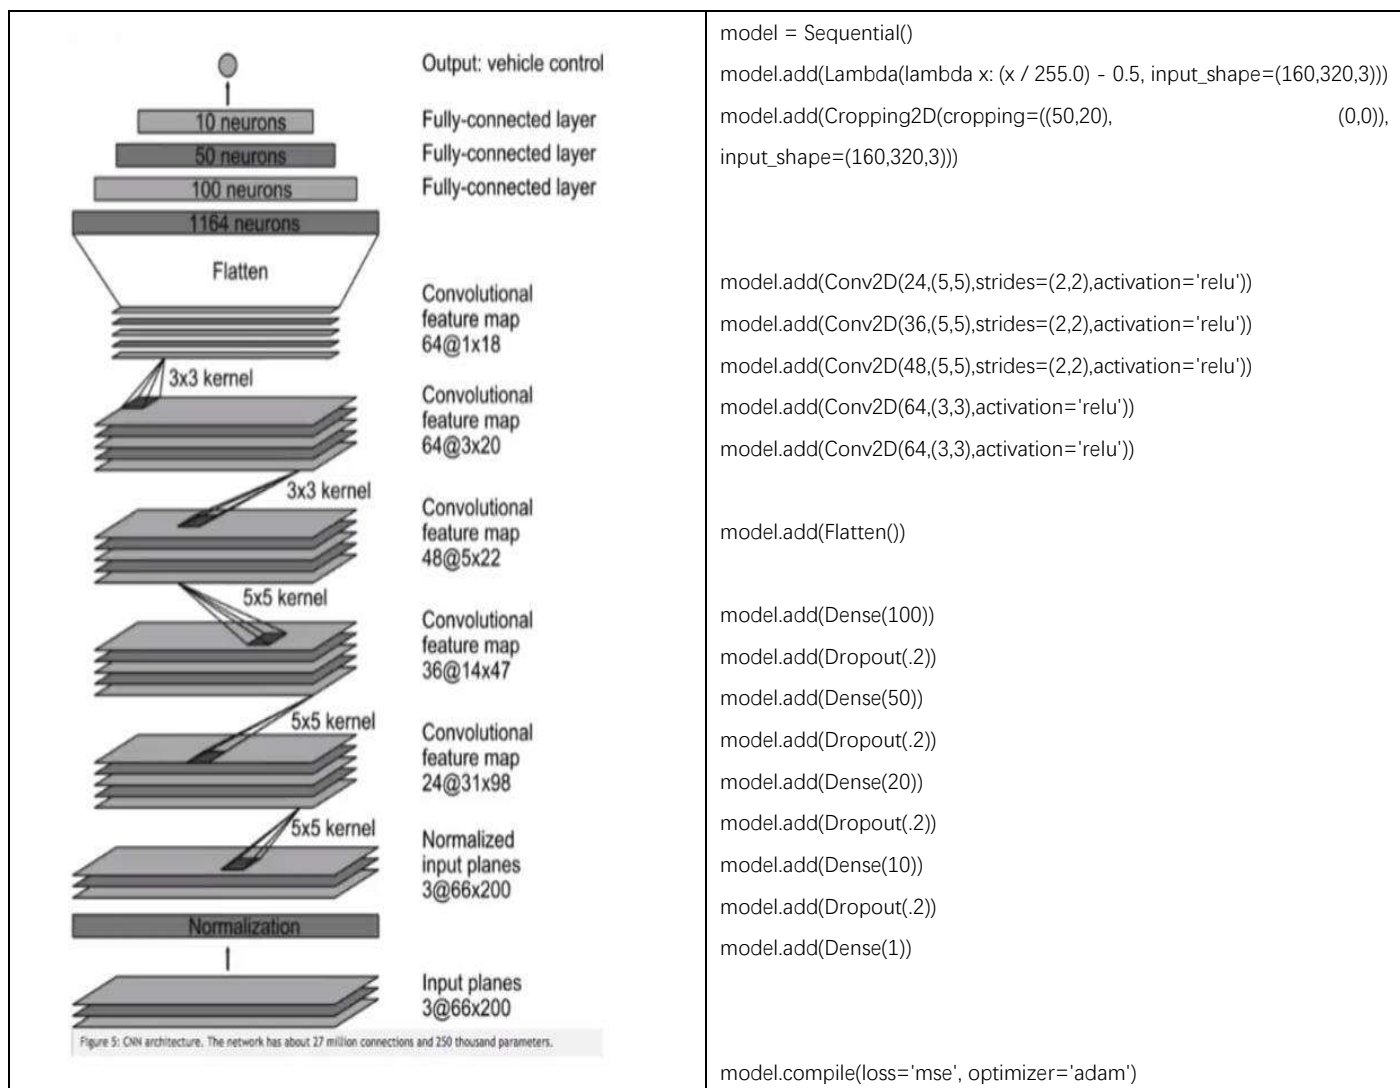 Output: vehicle control
10 neurons
Fully-connected layer
50 neurons
Fully-connected layer
100 neurons
Fully-connected layer
1164 neurons
Flatten
Convolutional
feature map
64@1x18
3x3 kernel
Convolutional
feature map
64@3x20
3x3 kernel
Convolutional
feature map
48@5x22
5x5 kernel
Convolutional
feature map
36@14x47
5x5 kernel
Convolutional
feature map
24@31x98
5x5 kernel
Normalized
input planes
3@66x200
Normalization
Input planes
3@66x200
Figure 5: CNN architecture. The network has about 27 million connections and 250 thousand parameters.
model = Sequential()
model.add(Lambda(lambda x: (x / 255.0) - 0.5, input_shape=(160,320,3)))
model.add(Cropping2D(cropping=((50,20), (0,0)),
input_shape=(160,320,3)))
model.add(Conv2D(24,(5,5),strides=(2,2),activation='relu'))
model.add(Conv2D(36,(5,5),strides=(2,2),activation='relu'))
model.add(Conv2D(48,(5,5),strides=(2,2),activation='relu'))
model.add(Conv2D(64,(3,3),activation='relu'))
model.add(Conv2D(64,(3,3),activation='relu'))
model.add(Flatten())
model.add(Dense(100))
model.add(Dropout(.2))
model.add(Dense(50))
model.add(Dropout(.2))
model.add(Dense(20))
model.add(Dropout(.2))
model.add(Dense(10))
model.add(Dropout(.2))
model.add(Dense(1))
model.compile(loss='mse', optimizer='adam')